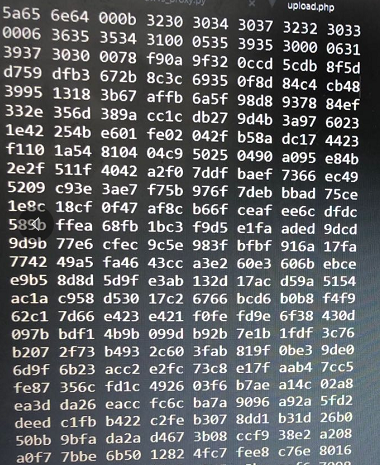 _proxy.py upload.php
5a65 6e64 000b 3230 3034 3037 3232 3033
0006 3635 3534 3100 0535 3935 3000 0631
3937 3030 0078 f90a 9f32 0ccd 5cdb 8f5d
d759 dfb3 672b 8c3c 6935 0f8d 84c4 cb48
3995 1318 3b67 affb 6a5f 98d8 9378 84ef
332e 356d 389a cc1c db27 9d4b 3a97 6023
1e42 254b e601 fe02 042f b58a dc17 4423
f110 1a54 8104 04c9 5025 0490 a095 e84b
2e2f 511f 4042 a2f0 7ddf baef 7366 ec49
5209 c93e 3ae7 f75b 976f 7deb bbad 75ce
1e8c 18cf 0f47 af8c b66f ceaf ee6c dfdc
589b ffea 68fb 1bc3 f9d5 e1fa aded 9dcd
9d9b 77e6 cfec 9c5e 983f bfbf 916a 17fa
7742 49a5 fa46 43cc a3e2 60e3 606b ebce
e9b5 8d8d 5d9f e3ab 132d 17ac d59a 5154
ac1a c958 d530 17c2 6766 bcd6 b0b8 f4f9
62c1 7d66 e423 e421 f0fe fd9e 6f38 430d
097b bdf1 4b9b 099d b92b 7e1b 1fdf 3c76
b207 2f73 b493 2c60 3fab 819f 0be3 9de0
6d9f 6b23 acc2 e2fc 73c8 e17f aab4 7cc5
fe87 356c fd1c 4926 03f6 b7ae a14c 02a8
ea3d da26 eacc fc6c ba7a 9096 a92a 5fd2
deed c1fb b422 c2fe b307 8dd1 b31d 26b0
50bb 9bfa da2a d467 3b08 ccf9 38e2 a208
a0f7 7bbe 6b50 1282 4fc7 fee8 c76e 8016